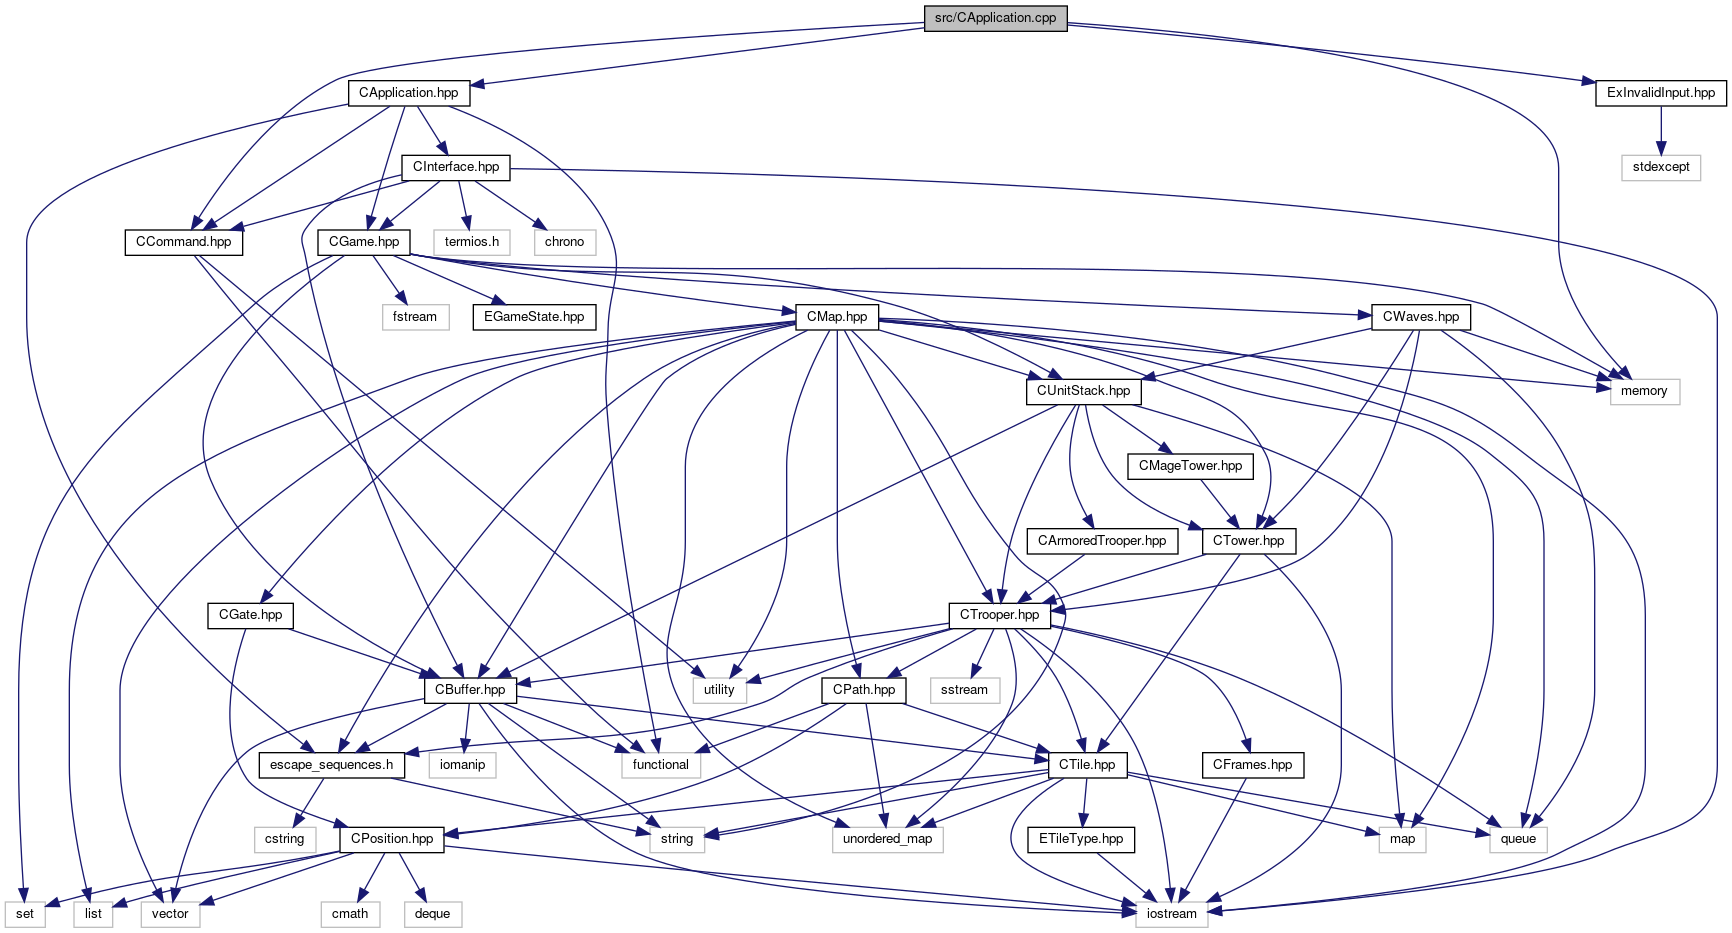 src/CApplication.cpp
CApplication.hpp
ExInvalidInput.hpp
CInterface.hpp
stdexcept
CCommand.hpp
CGame.hpp
termios.h
chrono
fstream
EGameState.hpp
CMap.hpp
CWaves.hpp
CUnitStack.hpp
memory
CMageTower.hpp
CArmoredTrooper.hpp
CTower.hpp
CGate.hpp
CTrooper.hpp
CBuffer.hpp
utility
CPath.hpp
sstream
escape_sequences.h
iomanip
functional
CTile.hpp
CFrames.hpp
cstring
CPosition.hpp
string
unordered_map
ETileType.hpp
map
queue
set
list
vector
cmath
deque
iostream